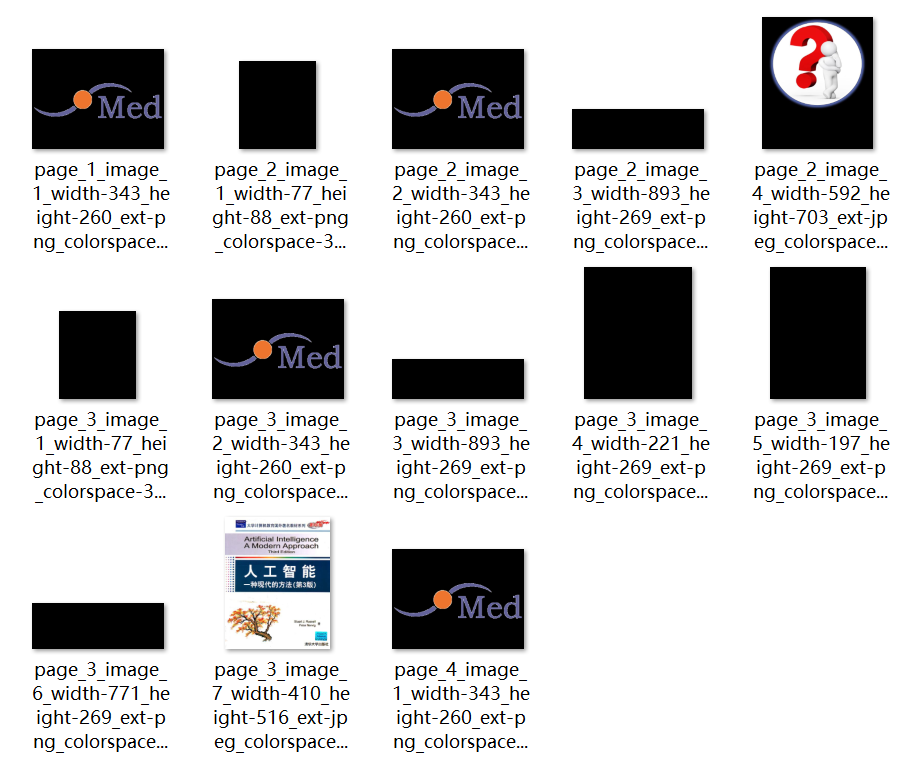 Med
Med
page_1_image_
1_width-343_he
ight-260_ext-p
ng_colorspace...
page_2_image_
1_width-77_hei
ght-88_ext-png
_colorspace-3...
page_2_image_
2_width-343_he
ight-260_ext-p
ng_colorspace...
page_2_image_
3_width-893_he
ight-269_ext-p
ng_colorspace...
page_2_image_
4_width-592_he
ight-703_ext-jp
eg_colorspace...
Med
page_3_image_
1_width-77_hei
ght-88_ext-png
_colorspace-3...
page_3_image_
2_width-343_he
ight-260_ext-p
ng_colorspace...
page_3_image_
3_width-893_he
ight-269_ext-p
ng_colorspace...
page_3_image_
4_width-221_he
ight-269_ext-p
ng_colorspace...
page_3_image_
5_width-197_he
ight-269_ext-p
ng_colorspace...
Artificial Intelligence
A Modern Approach
Third Edition
人工智能
一种现代的方法(第3版)
Med
page_3_image_
6_width-771_he
ight-269_ext-p
ng_colorspace...
page_3_image_
7_width-410_he
ight-516_ext-jp
eg_colorspace...
page_4_image_
1_width-343_he
ight-260_ext-p
ng_colorspace...